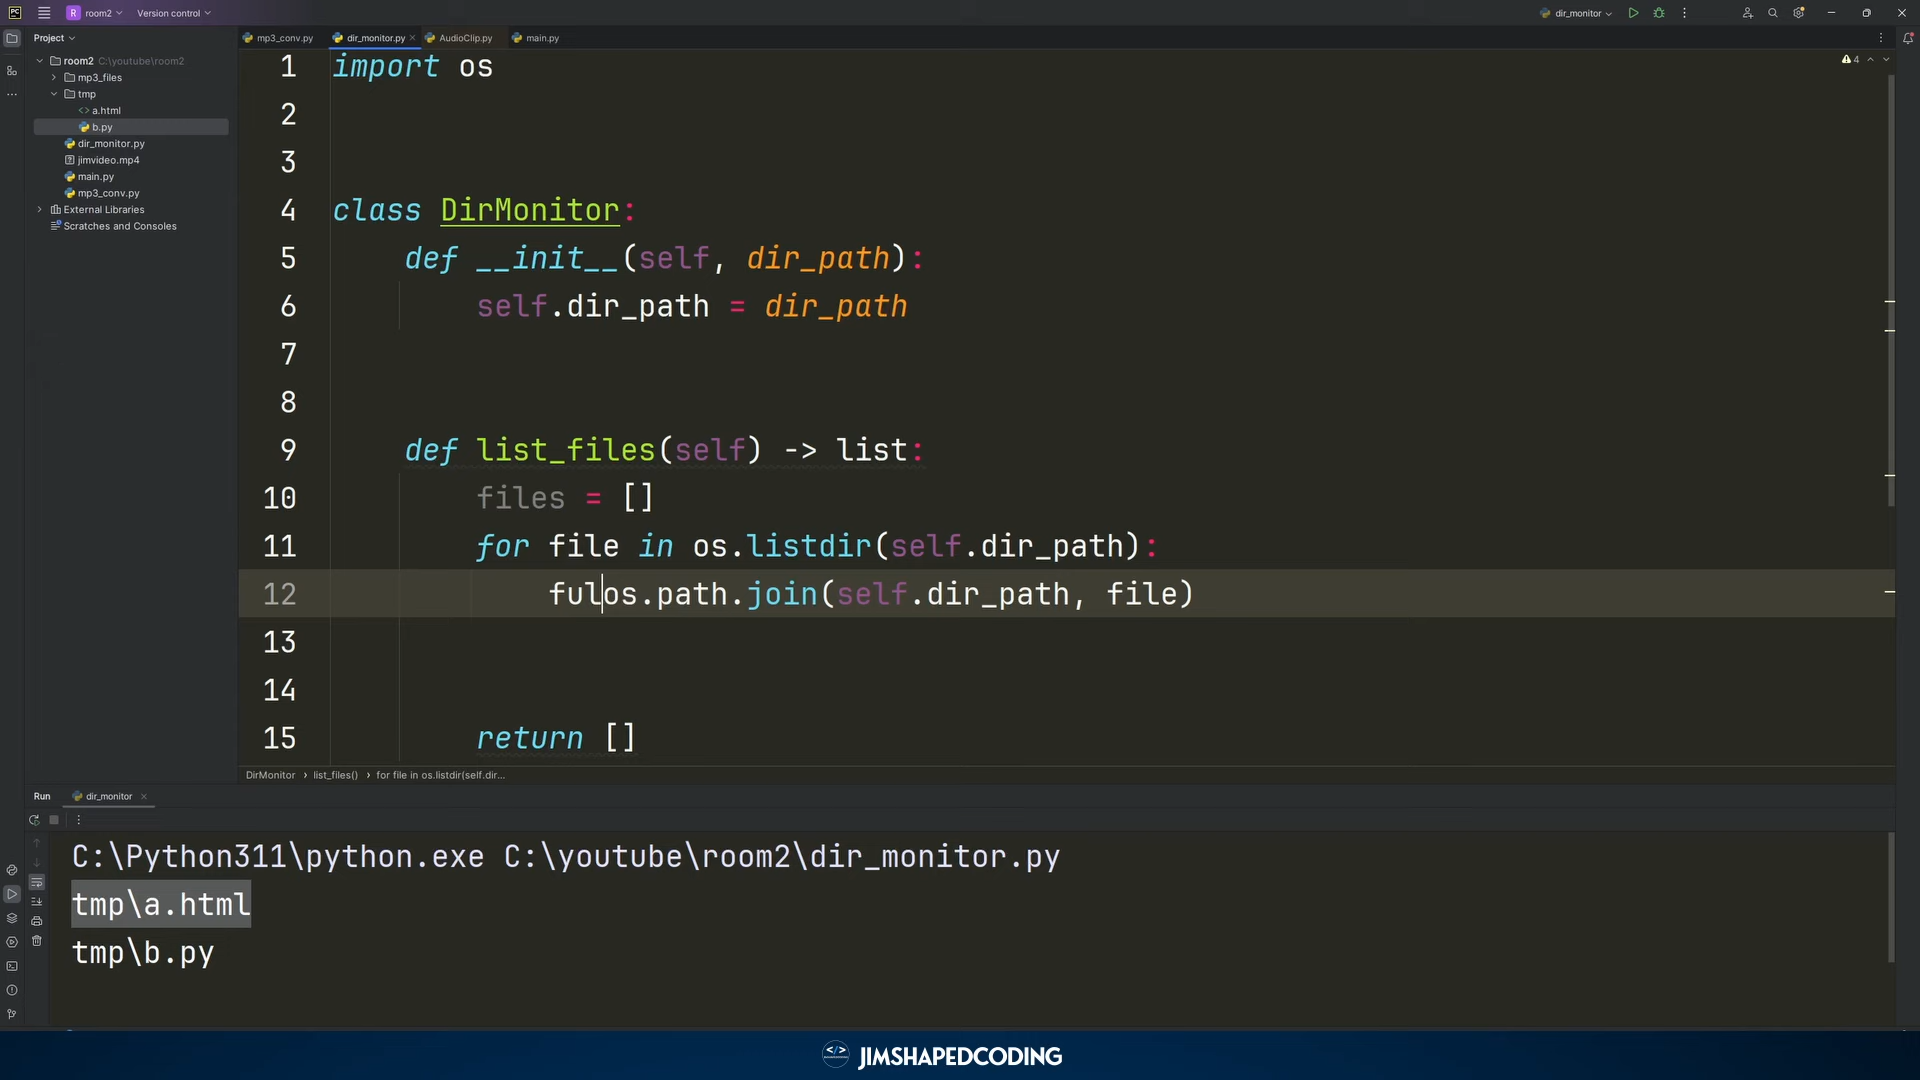 PC
R room2 Version control
dir_monitor
Project
mp3_conv.py dir_monitor.py AudioClip.py main.py
room2 C:\youtube\room2
mp3_files
tmp
a.html
b.py
dir_monitor.py
jimvideo.mp4
main.py
mp3_conv.py
External Libraries
Scratches and Consoles
4
1 import os
2
3
4 class DirMonitor:
5 def __init__(self, dir_path):
6 self.dir_path = dir_path
7
8
9 def list_files(self) -> list:
10 files = []
11 for file in os.listdir(self.dir_path):
12 fulos.path.join(self.dir_path, file)
13
14
15 return []
DirMonitor › list_files() › for file in os.listdir(self.dir...
Run dir_monitor
C:\Python311\python.exe C:\youtube\room2\dir_monitor.py
tmp\a.html
tmp\b.py
</> JIMSHAPEDCODING